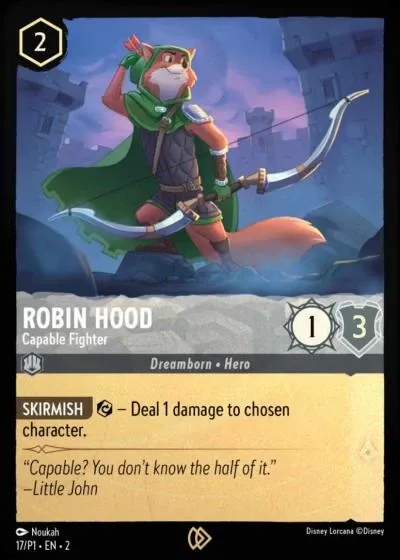 2
ROBIN HOOD
Capable Fighter
1
3
Dreamborn • Hero
SKIRMISH – Deal 1 damage to chosen
character.
“Capable? You don’t know the half of it.”
–Little John
Noukah
Disney Lorcana ©Disney
17/P1 • EN • 2